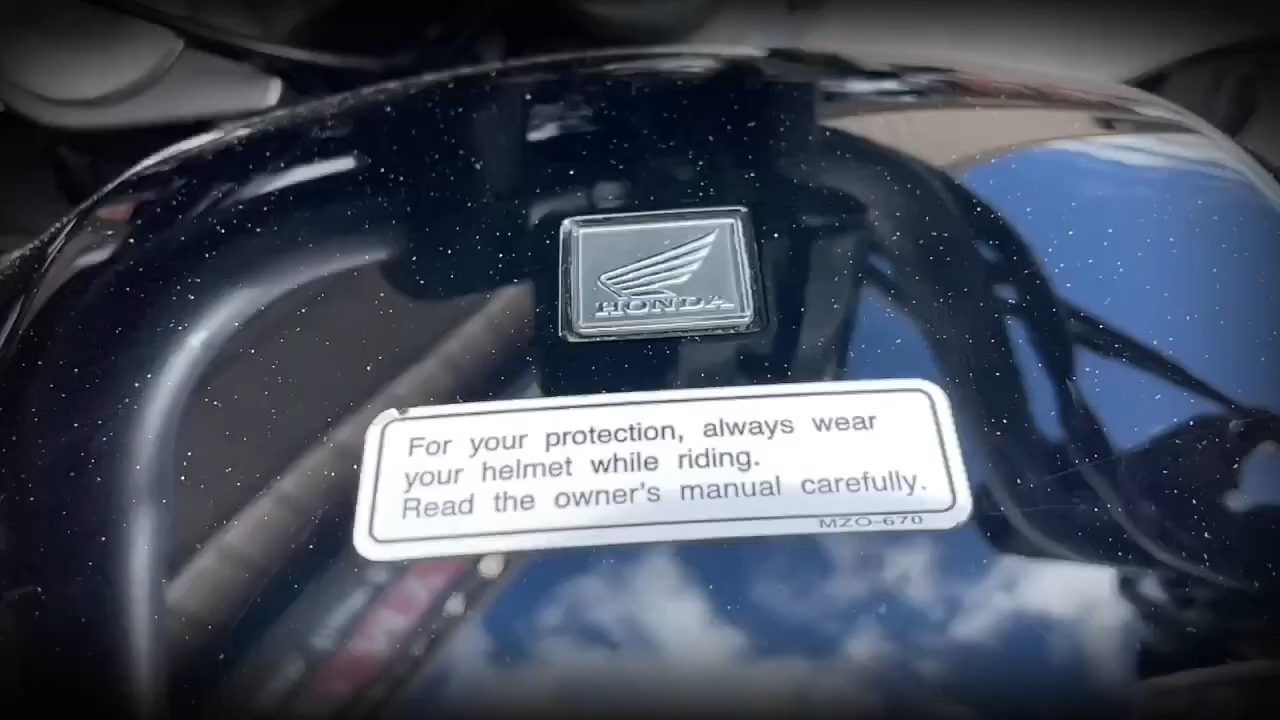 HONDA
For your protection, always wear
your helmet while riding.
Read the owner's manual carefully.
MZO-670